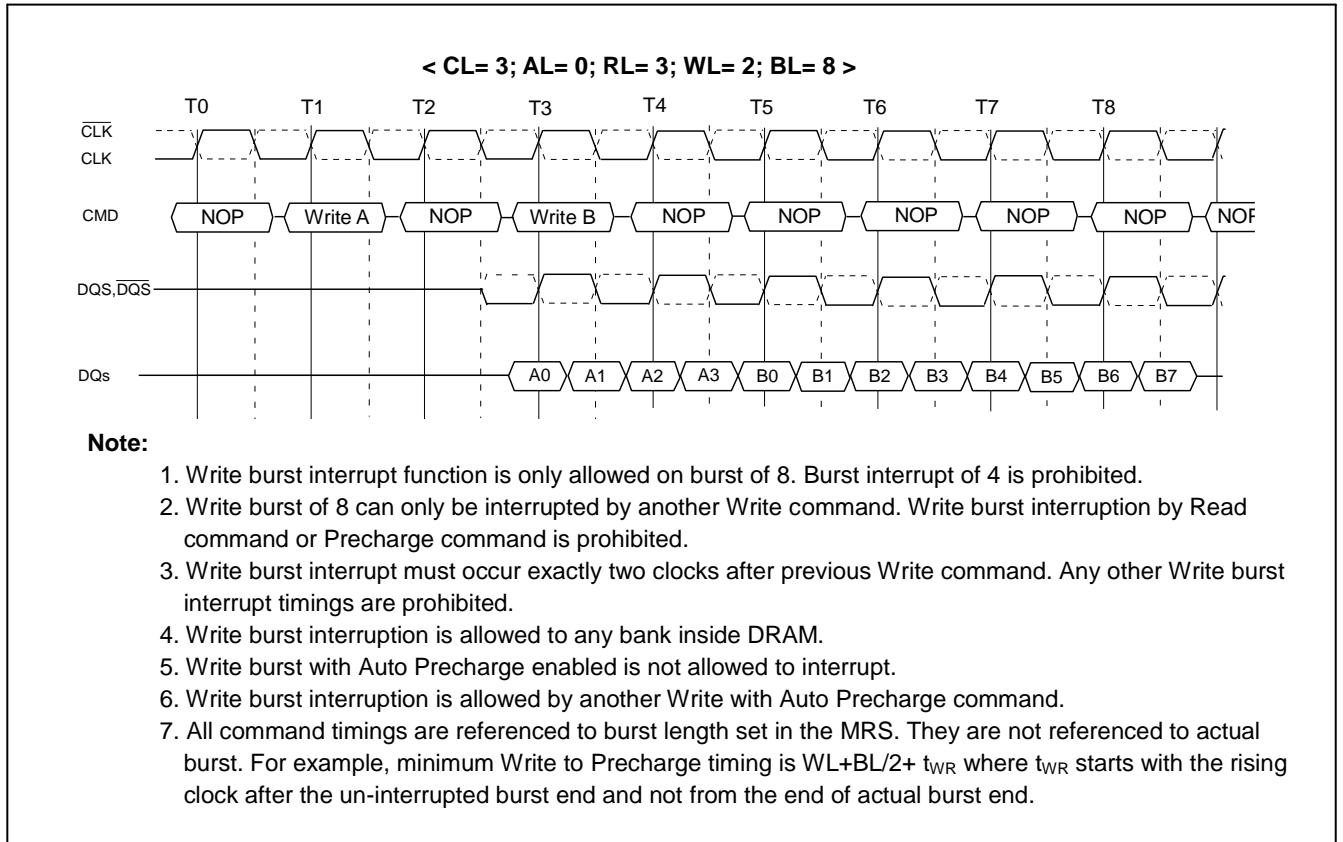 < CL= 3; AL= 0; RL= 3; WL= 2; BL= 8 >
T0 T1 T2 T3 T4 T5 T6 T7 T8
CLK
CLK
CMD NOP Write A NOP Write B NOP NOP NOP NOP NOP NOP
DQS,DQS
DQs A0 A1 A2 A3 B0 B1 B2 B3 B4 B5 B6 B7
Note:
1. Write burst interrupt function is only allowed on burst of 8. Burst interrupt of 4 is prohibited.
2. Write burst of 8 can only be interrupted by another Write command. Write burst interruption by Read
command or Precharge command is prohibited.
3. Write burst interrupt must occur exactly two clocks after previous Write command. Any other Write burst
interrupt timings are prohibited.
4. Write burst interruption is allowed to any bank inside DRAM.
5. Write burst with Auto Precharge enabled is not allowed to interrupt.
6. Write burst interruption is allowed by another Write with Auto Precharge command.
7. All command timings are referenced to burst length set in the MRS. They are not referenced to actual
burst. For example, minimum Write to Precharge timing is WL+BL/2+ tWR where tWR starts with the rising
clock after the un-interrupted burst end and not from the end of actual burst end.